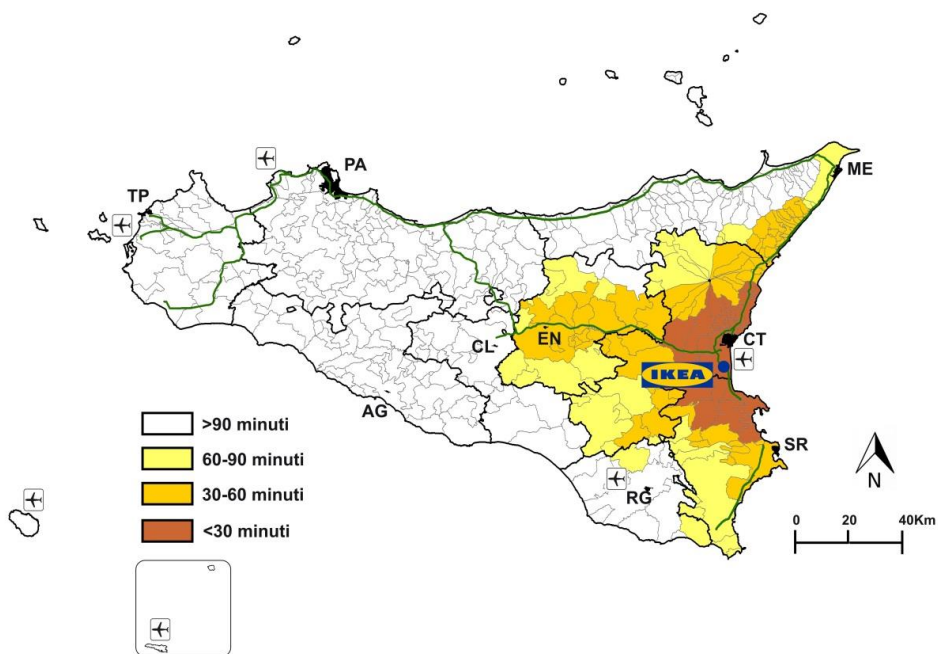 PA
ME
TP
CT
EN
CL
IKEA
AG
SR
RG
>90 minuti
60-90 minuti
30-60 minuti
<30 minuti
N
0 20 40Km